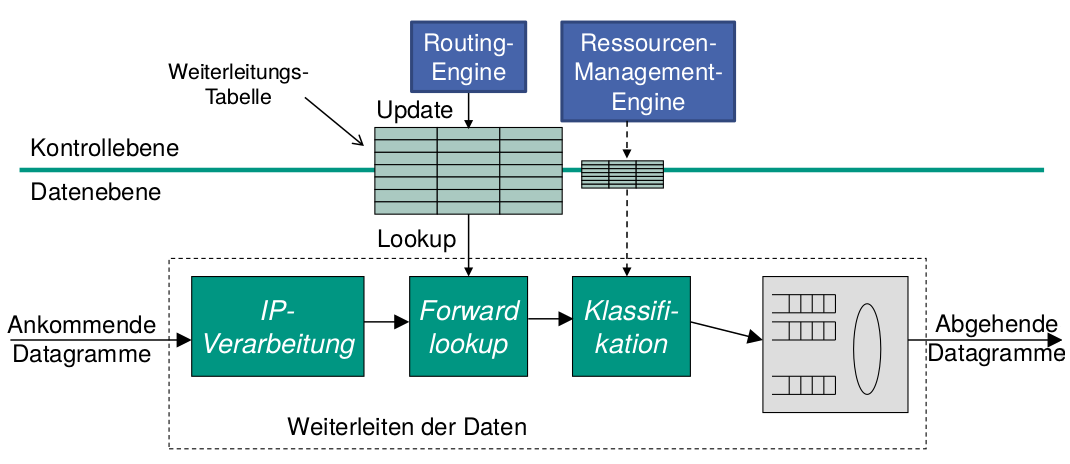 Routing-
Engine
Ressourcen-
Management-
Engine
Weiterleitungs-
Tabelle
Update
Kontrollebene
Datenebene
Lookup
IP-
Verarbeitung
Forward
lookup
Klassifi-
kation
Ankommende
Datagramme
Abgehende
Datagramme
Weiterleiten der Daten